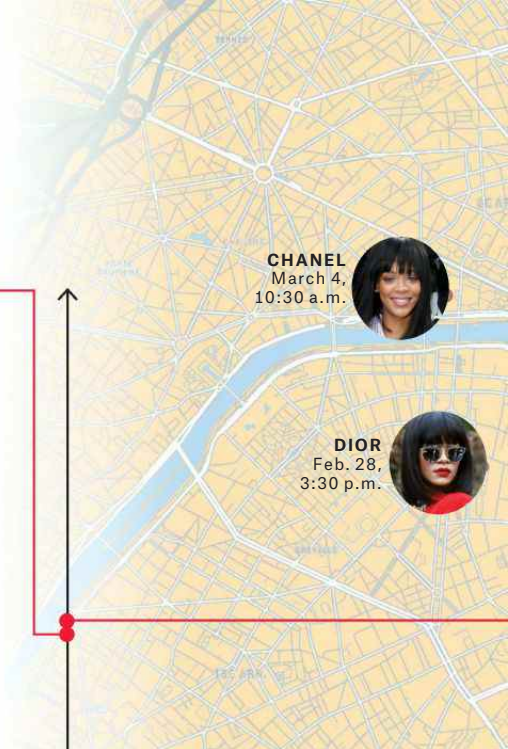 CHANEL
March 4,
10:30 a.m.
DIOR
Feb. 28,
3:30 p.m.